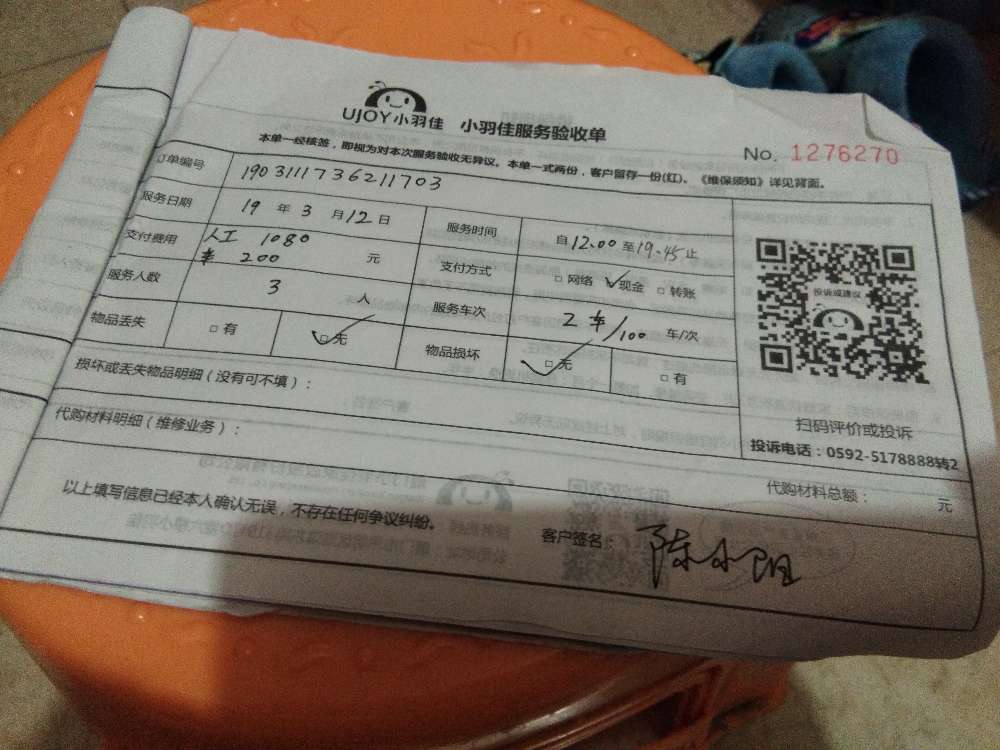 UJOY小羽佳 小羽佳服务验收单
No. 1276270
本单一经核签，即视为对本次服务验收无异议。本单一式两份，客户留存一份(红)、《维保须知》详见背面。
订单编号 1903111736211703
服务日期 19 年 3 月 12 日 服务时间 自 12.00 至 19.45 止
支付费用 人工 1080 车 200 元 支付方式 □网络 ✓现金 □转账
服务人数 3 人 服务车次 2车/100 车/次
物品丢失 □有 ☑无 物品损坏 ☑无 □有
损坏或丢失物品明细（没有可不填）：
代购材料明细（维修业务）：
投诉或建议
扫码评价或投诉
投诉电话：0592-5178888转2
代购材料总额： 元
以上填写信息已经本人确认无误，不存在任何争议纠纷。
客户签名： 陈